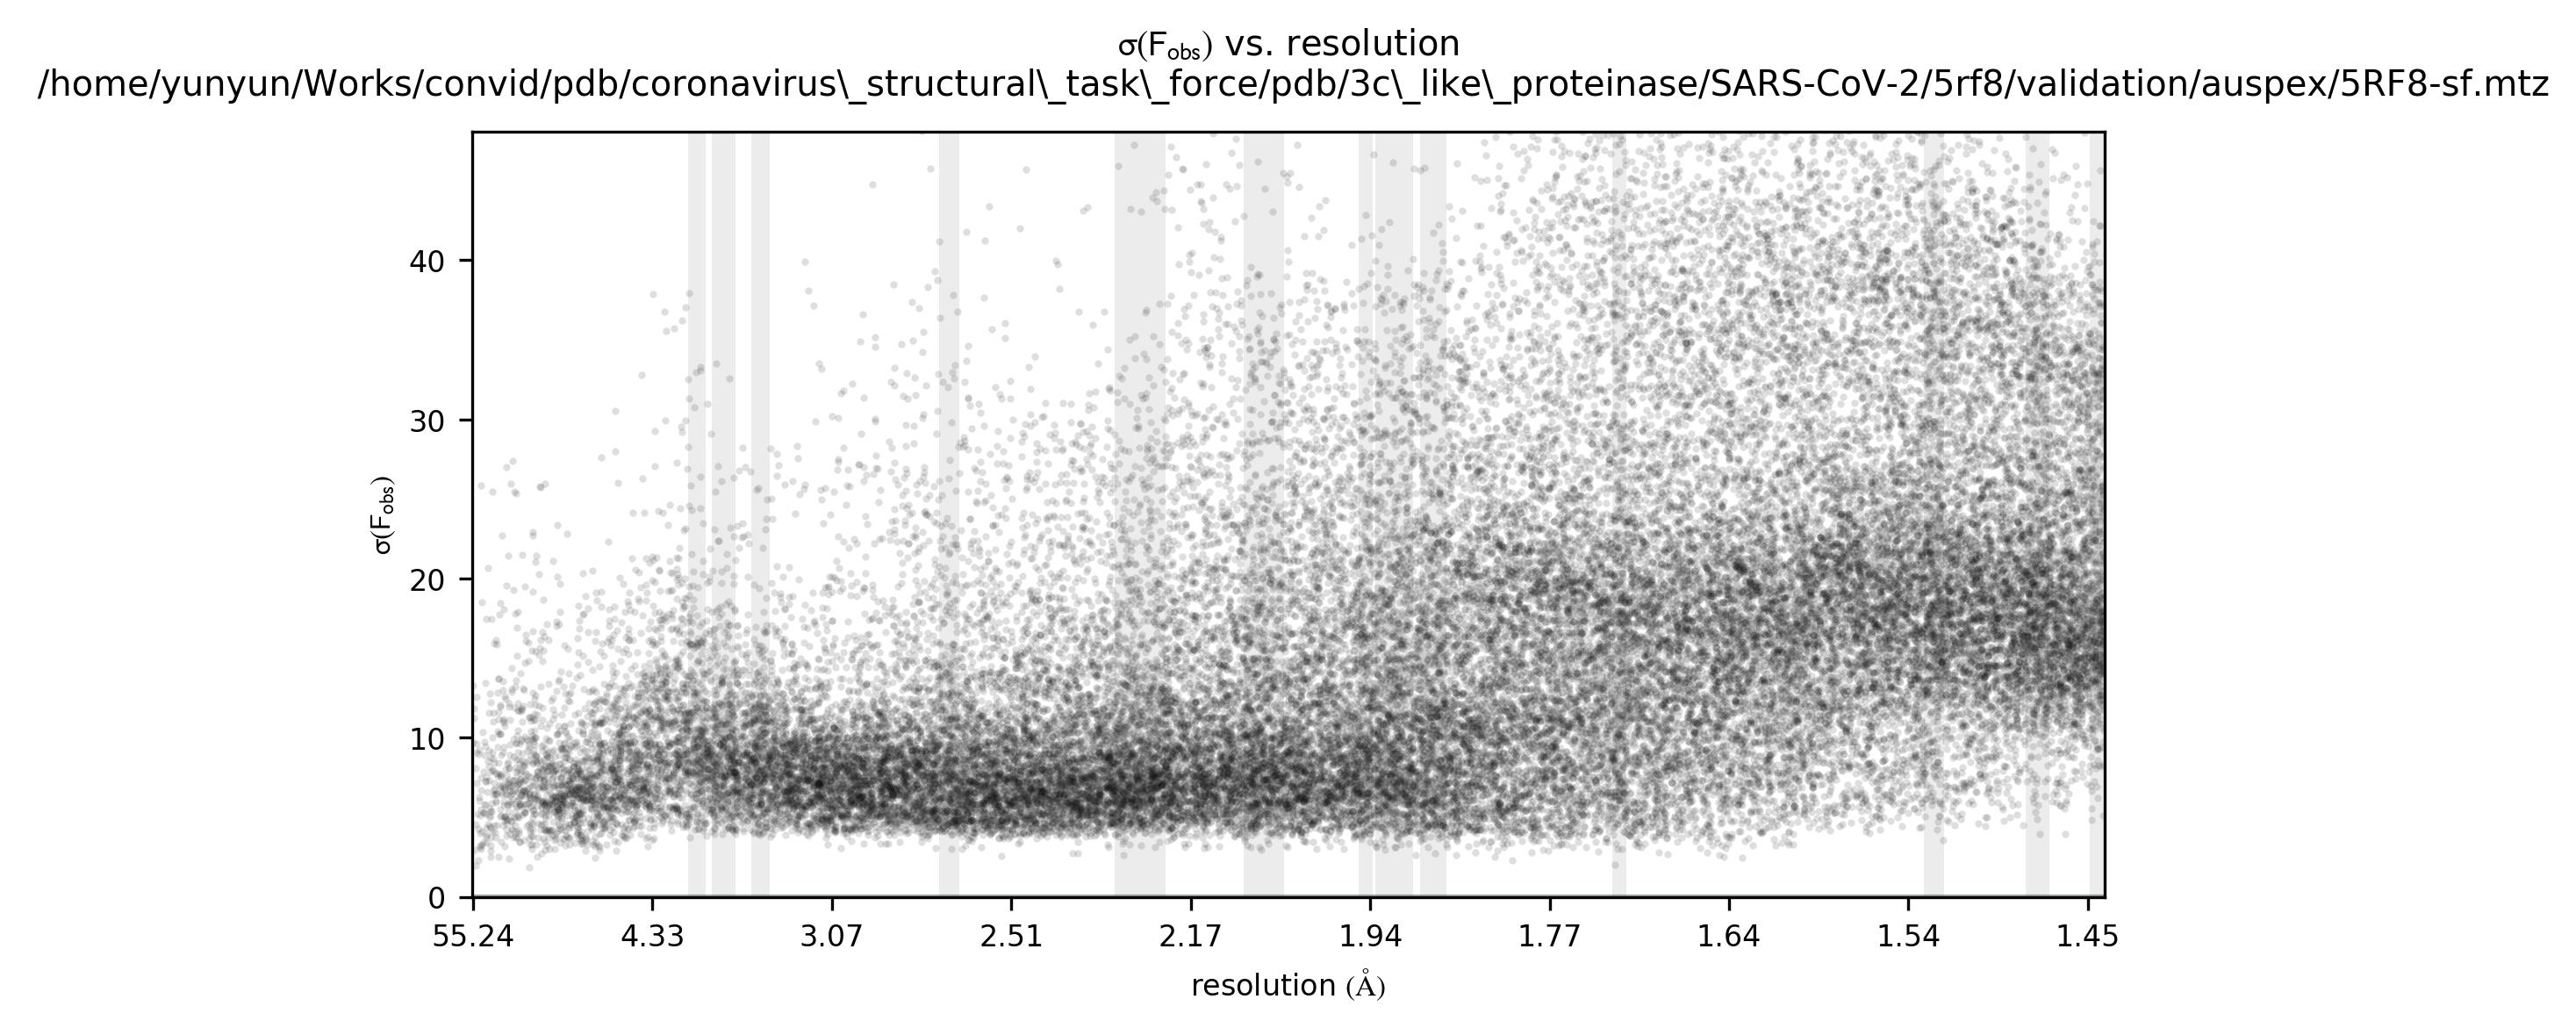 σ(Fobs) vs. resolution
/home/yunyun/Works/convid/pdb/coronavirus\_structural\_task\_force/pdb/3c\_like\_proteinase/SARS-CoV-2/5rf8/validation/auspex/5RF8-sf.mtz
σ(Fobs)
40
30
20
10
0
55.24 4.33 3.07 2.51 2.17 1.94 1.77 1.64 1.54 1.45
resolution (Å)